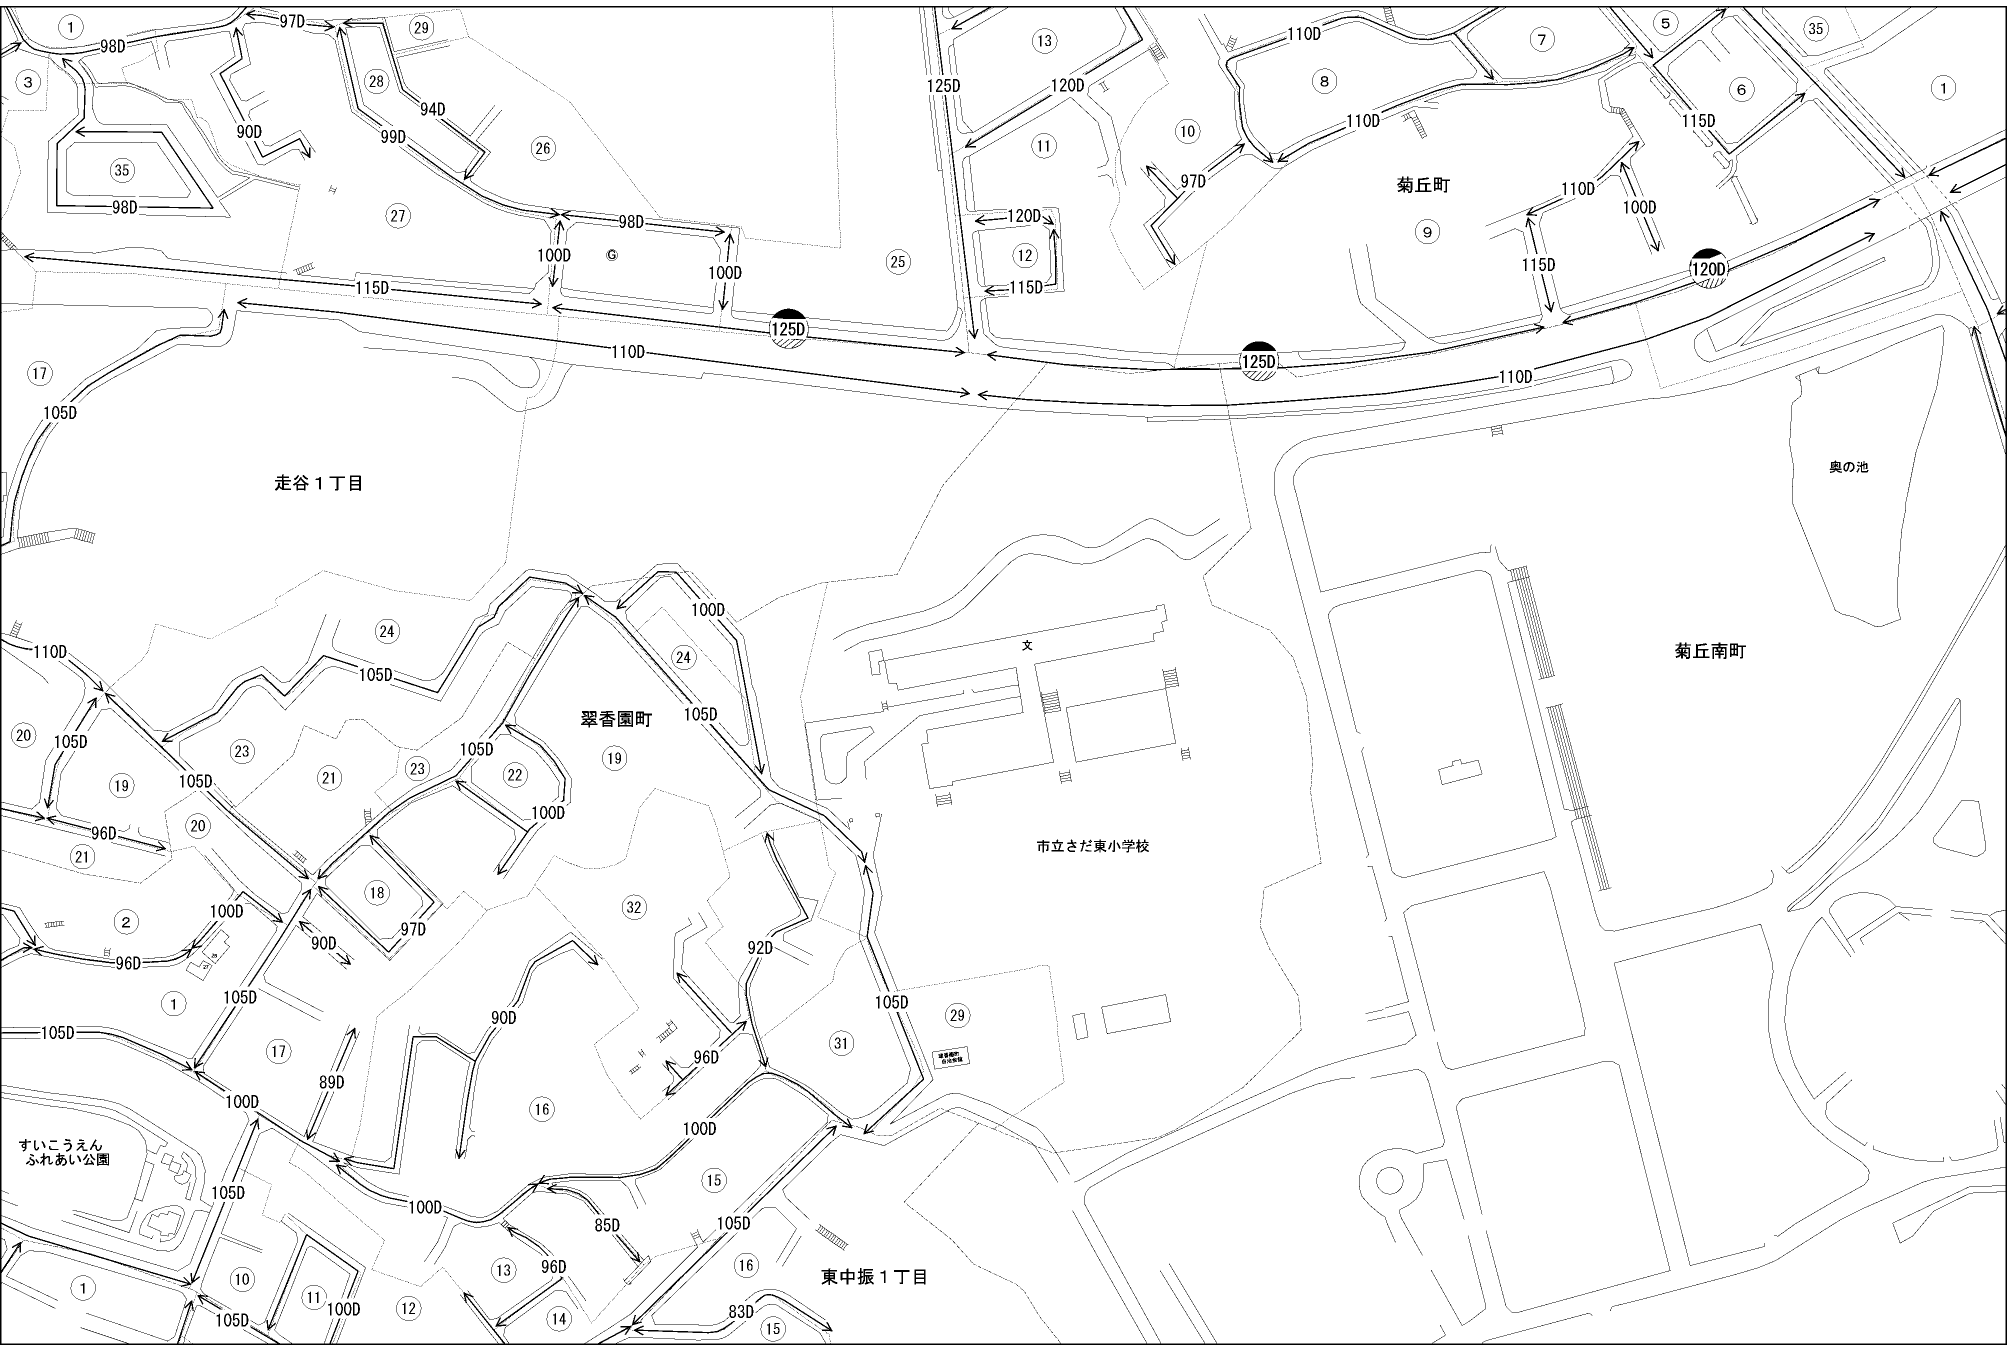 ① 97D ㉙ ⑬ 110D ⑦ ⑤ ㉟
98D
③ ㉘ 125D 120D ⑧ ⑥ ①
94D
90D 99D ㉖ ⑪ ⑩ 110D 115D
㉟ 97D 菊丘町 110D
98D ㉗ 98D 120D 100D
100D G 100D ㉕ ⑫ ⑨ 115D 120D
115D 115D
125D
110D 125D 110D
⑰
105D
走谷1丁目 奥の池
24 100D
110D 105D 24 文 菊丘南町
105D 翠香園町
⑳ 105D 23 105D ⑲
105D 21 23 22
⑲ 100D
96D ⑳ 市立さだ東小学校
21
② 100D ⑱ 97D 32
90D 92D
96D
① 105D 90D 105D 29
105D ⑰ 31
89D 96D
100D ⑯ 100D
すいこうえん
ふれあい公園
105D 100D 85D ⑮
105D
⑩ ⑬ 96D ⑯ 東中振1丁目
① ⑪ 100D ⑫ ⑭ 83D ⑮
105D